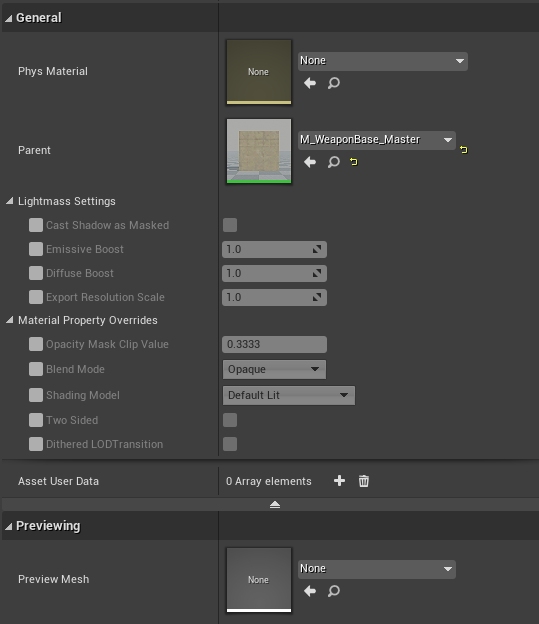 General
Phys Material
None
None
Parent
M_WeaponBase_Master
Lightmass Settings
Cast Shadow as Masked
Emissive Boost
1.0
Diffuse Boost
1.0
Export Resolution Scale
1.0
Material Property Overrides
Opacity Mask Clip Value
0.3333
Blend Mode
Opaque
Shading Model
Default Lit
Two Sided
Dithered LODTransition
Asset User Data
0 Array elements
Previewing
Preview Mesh
None
None